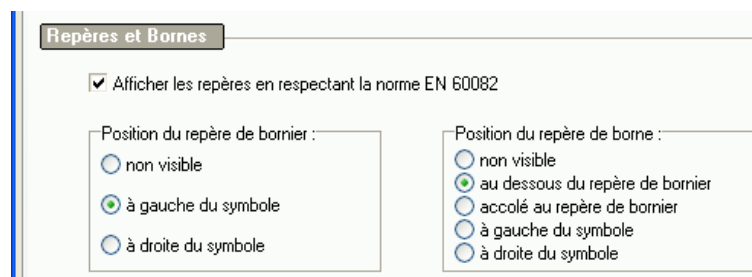 Repères et Bornes
Afficher les repères en respectant la norme EN 60082
Position du repère de bornier :
non visible
à gauche du symbole
à droite du symbole
Position du repère de borne :
non visible
au dessous du repère de bornier
accolé au repère de bornier
à gauche du symbole
à droite du symbole